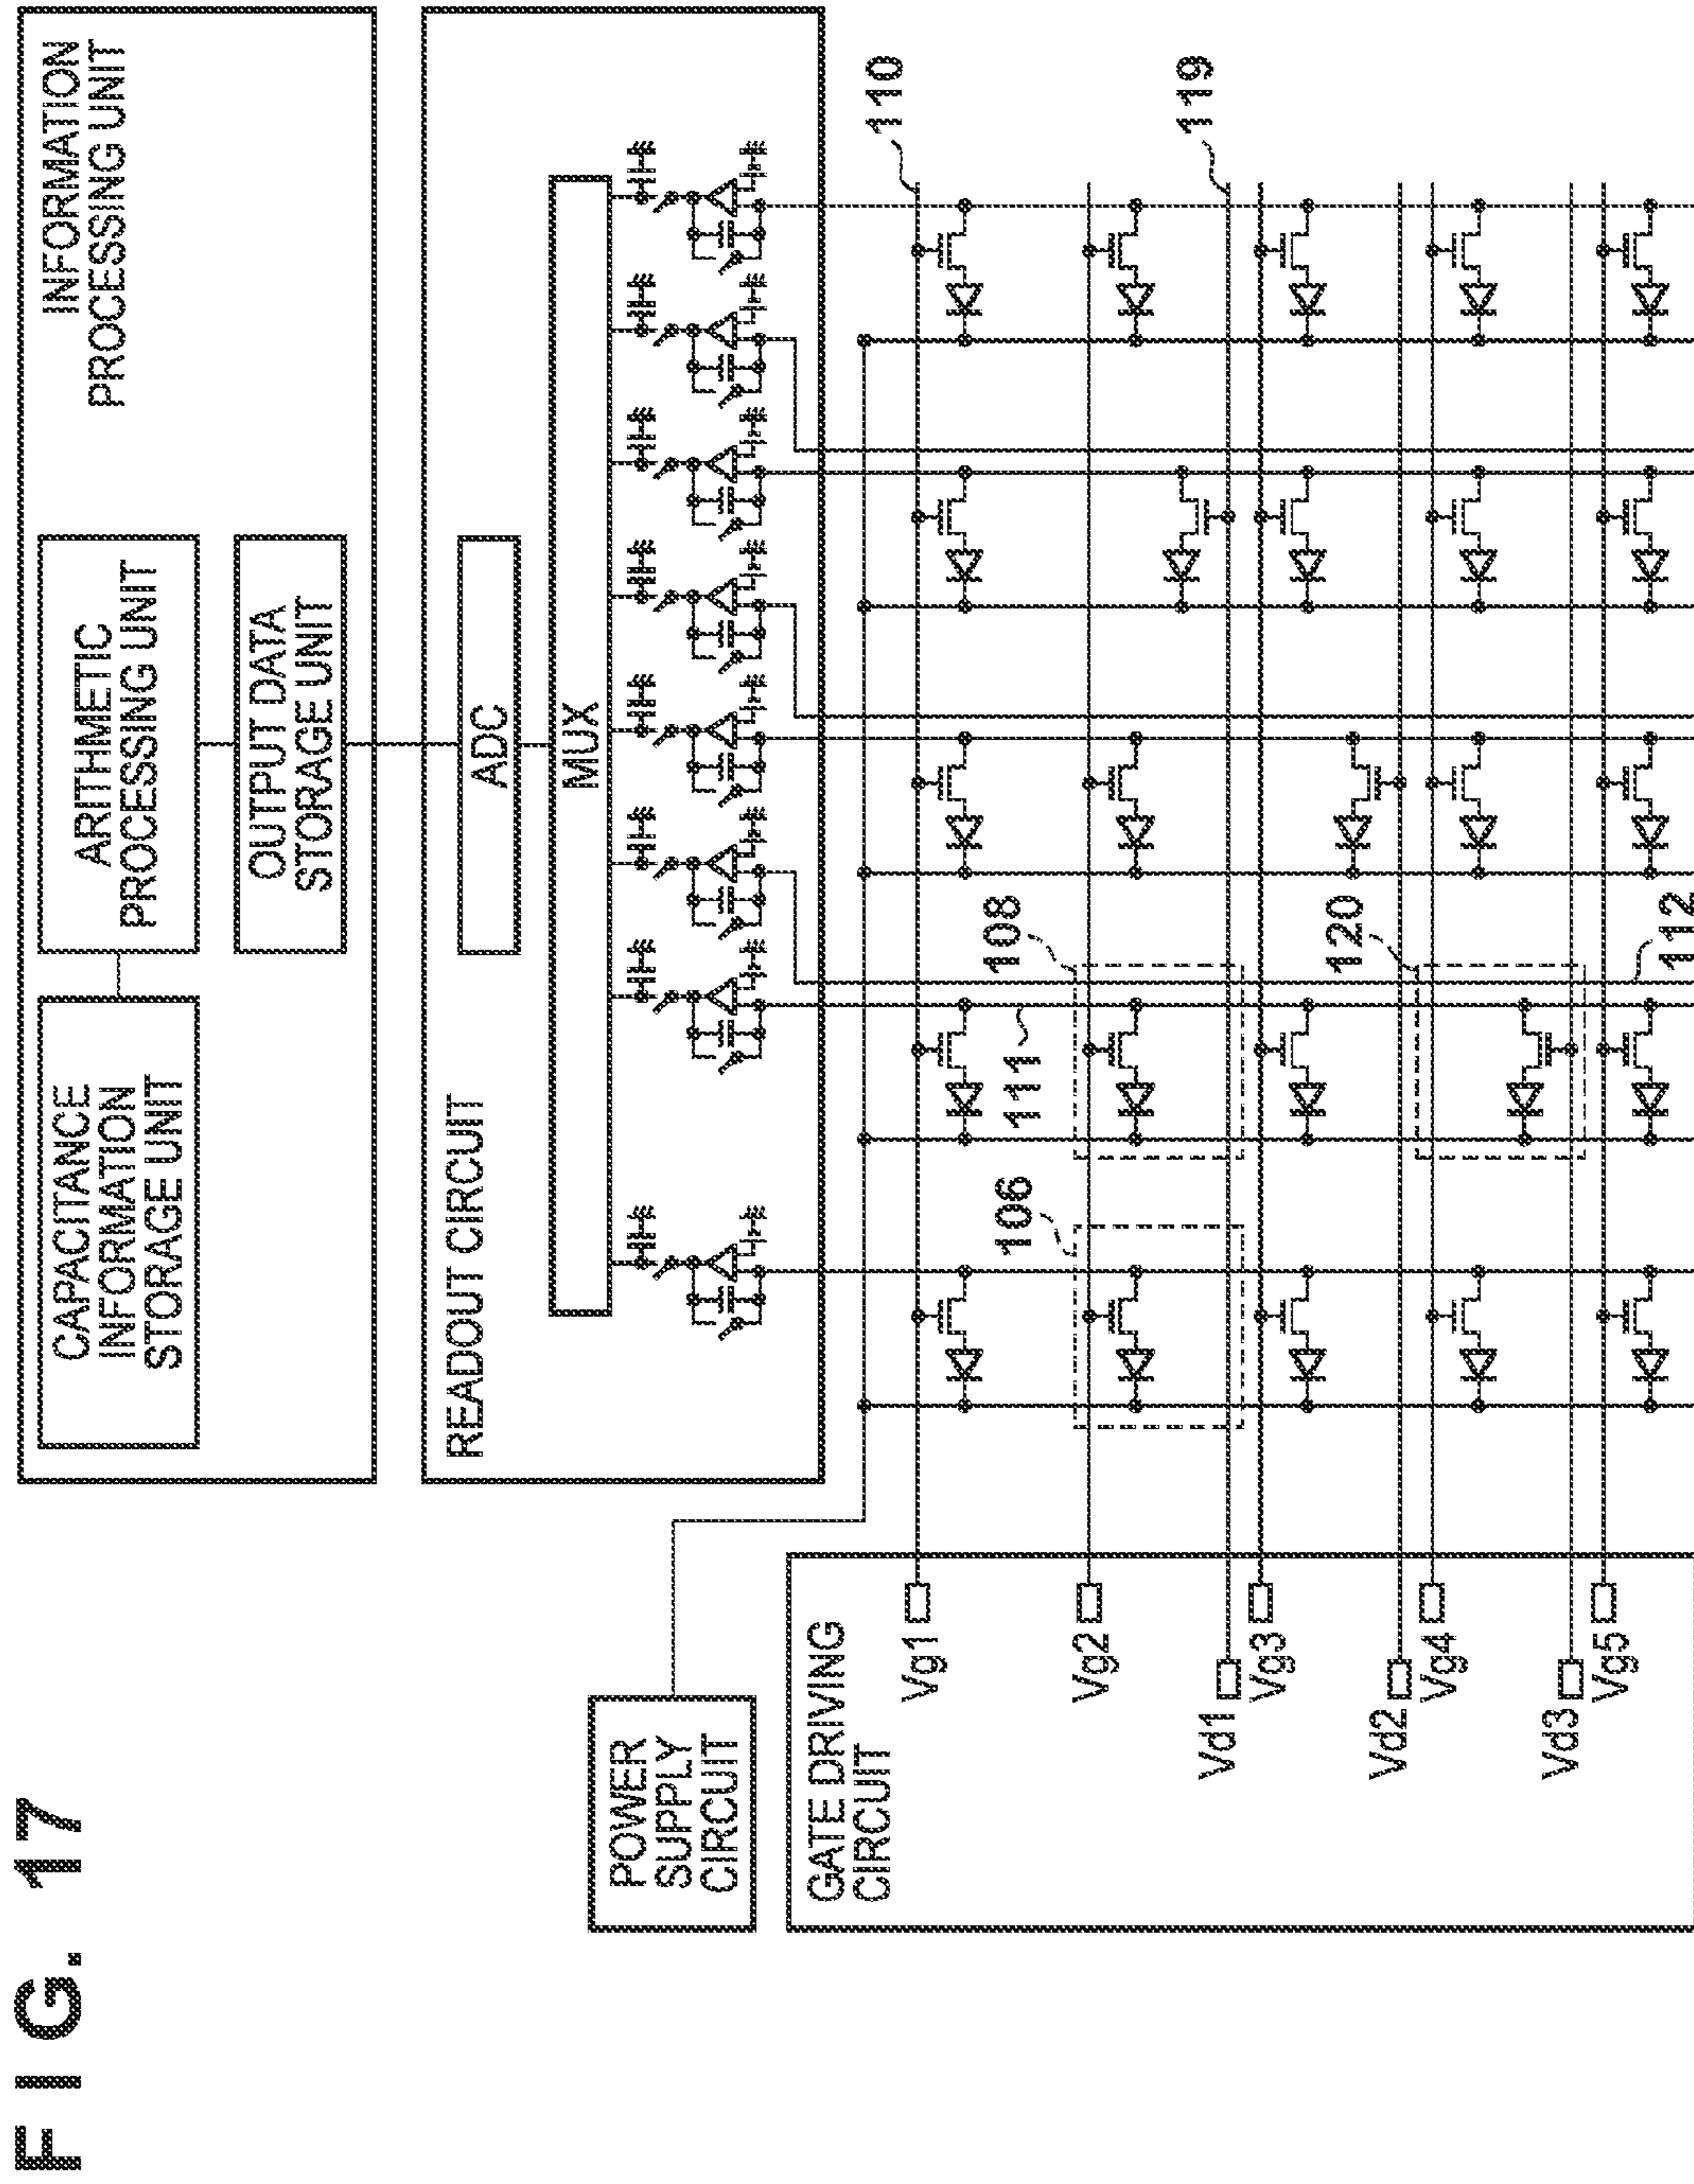 FIG. 17
INFORMATION
PROCESSING UNIT
CAPACITANCE
INFORMATION
STORAGE UNIT
ARITHMETIC
PROCESSING UNIT
OUTPUT DATA
STORAGE UNIT
READOUT CIRCUIT
ADC
MUX
POWER
SUPPLY
CIRCUIT
GATE DRIVING
CIRCUIT
Vg1
Vg2
Vd1
Vg3
Vd2
Vg4
Vd3
Vg5
110
119
106
108
111
120
112